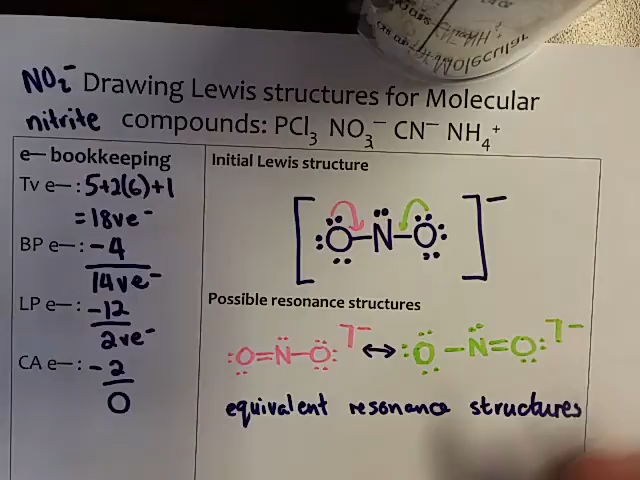 Molecular
NO₂⁻ Drawing Lewis structures for Molecular
nitrite compounds: PCl₃ NO₃⁻ CN⁻ NH₄⁺
e— bookkeeping
Tv e—: 5+2(6)+1
= 18ve⁻
BP e—: -4
14ve⁻
LP e—: -12
2ve⁻
CA e—: -2
0
Initial Lewis structure
[:O-N-O:]⁻
Possible resonance structures
:O=N-O:⁻ ↔ :O-N=O:⁻
equivalent resonance structures